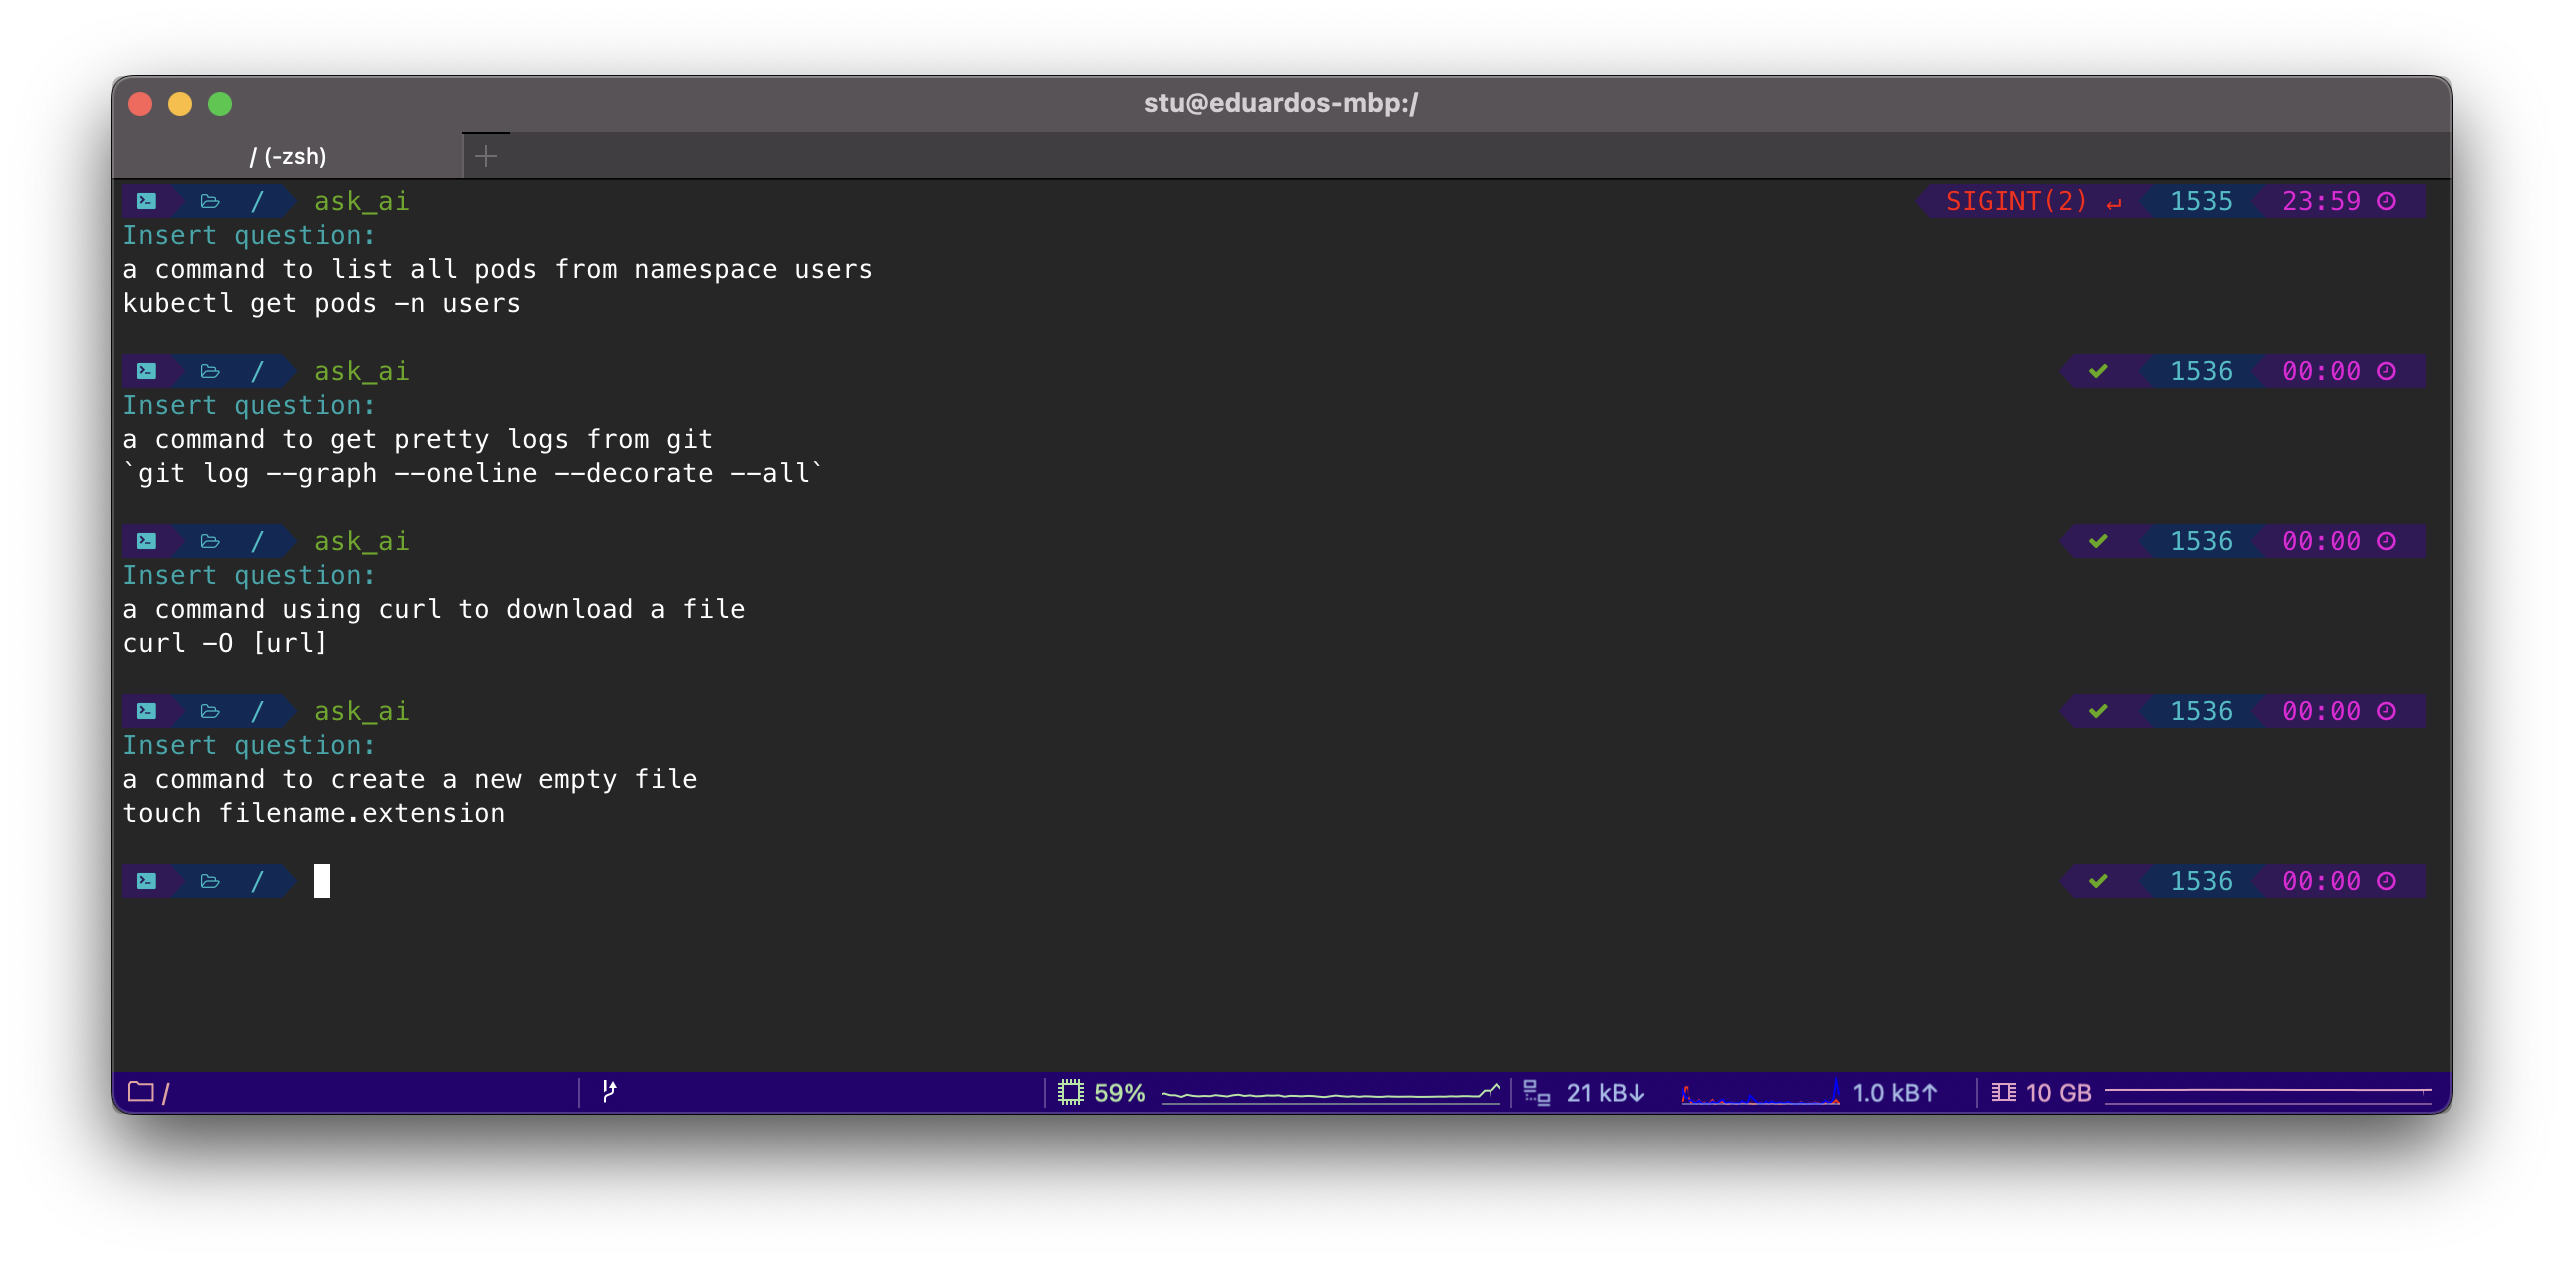 stu@eduardos-mbp:/
/ (-zsh)
/ ask_ai SIGINT(2) ↵ 1535 23:59
Insert question:
a command to list all pods from namespace users
kubectl get pods -n users
/ ask_ai ✔ 1536 00:00
Insert question:
a command to get pretty logs from git
`git log --graph --oneline --decorate --all`
/ ask_ai ✔ 1536 00:00
Insert question:
a command using curl to download a file
curl -O [url]
/ ask_ai ✔ 1536 00:00
Insert question:
a command to create a new empty file
touch filename.extension
/ ✔ 1536 00:00
/ 59% 21 kB↓ 1.0 kB↑ 10 GB